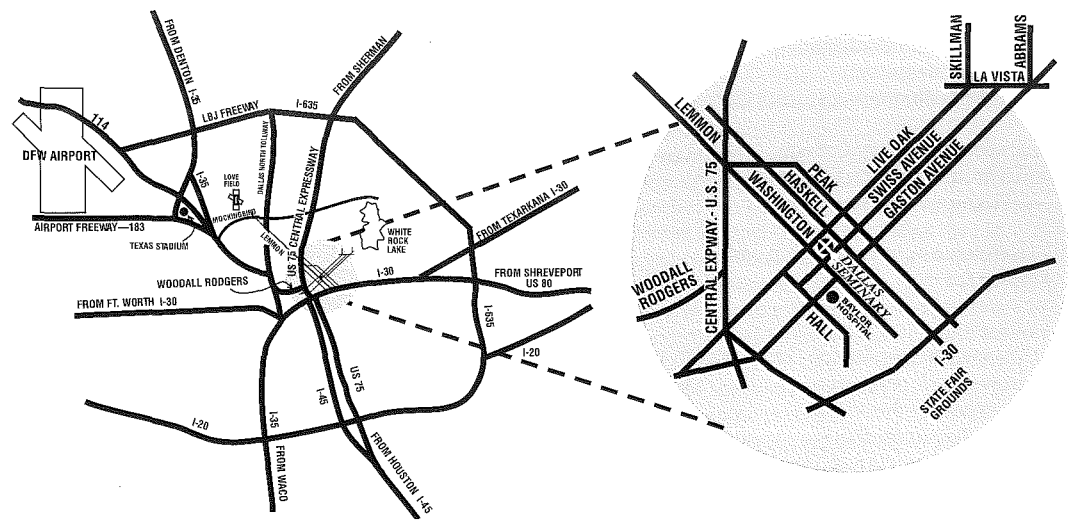 FROM DENTON I-35
FROM SHERMAN
114
LBJ FREEWAY
I-635
DFW AIRPORT
I-35
LOVE
FIELD
DALLAS NORTH TOLLWAY
US 75 CENTRAL EXPRESSWAY
MOCKINGBIRD
AIRPORT FREEWAY—183
TEXAS STADIUM
LEMMON
WHITE
ROCK
LAKE
FROM TEXARKANA I-30
WOODALL RODGERS
I-30
FROM SHREVEPORT
US 80
FROM FT. WORTH I-30
I-635
I-20
US 75
I-45
I-20
I-35
FROM WACO
FROM HOUSTON I-45
SKILLMAN
ABRAMS
LA VISTA
LEMMON
PEAK
HASKELL
WASHINGTON
LIVE OAK
SWISS AVENUE
GASTON AVENUE
CENTRAL EXPWY.- U.S. 75
WOODALL
RODGERS
DALLAS
SEMINARY
BAYLOR
HOSPITAL
HALL
I-30
STATE FAIR
GROUNDS